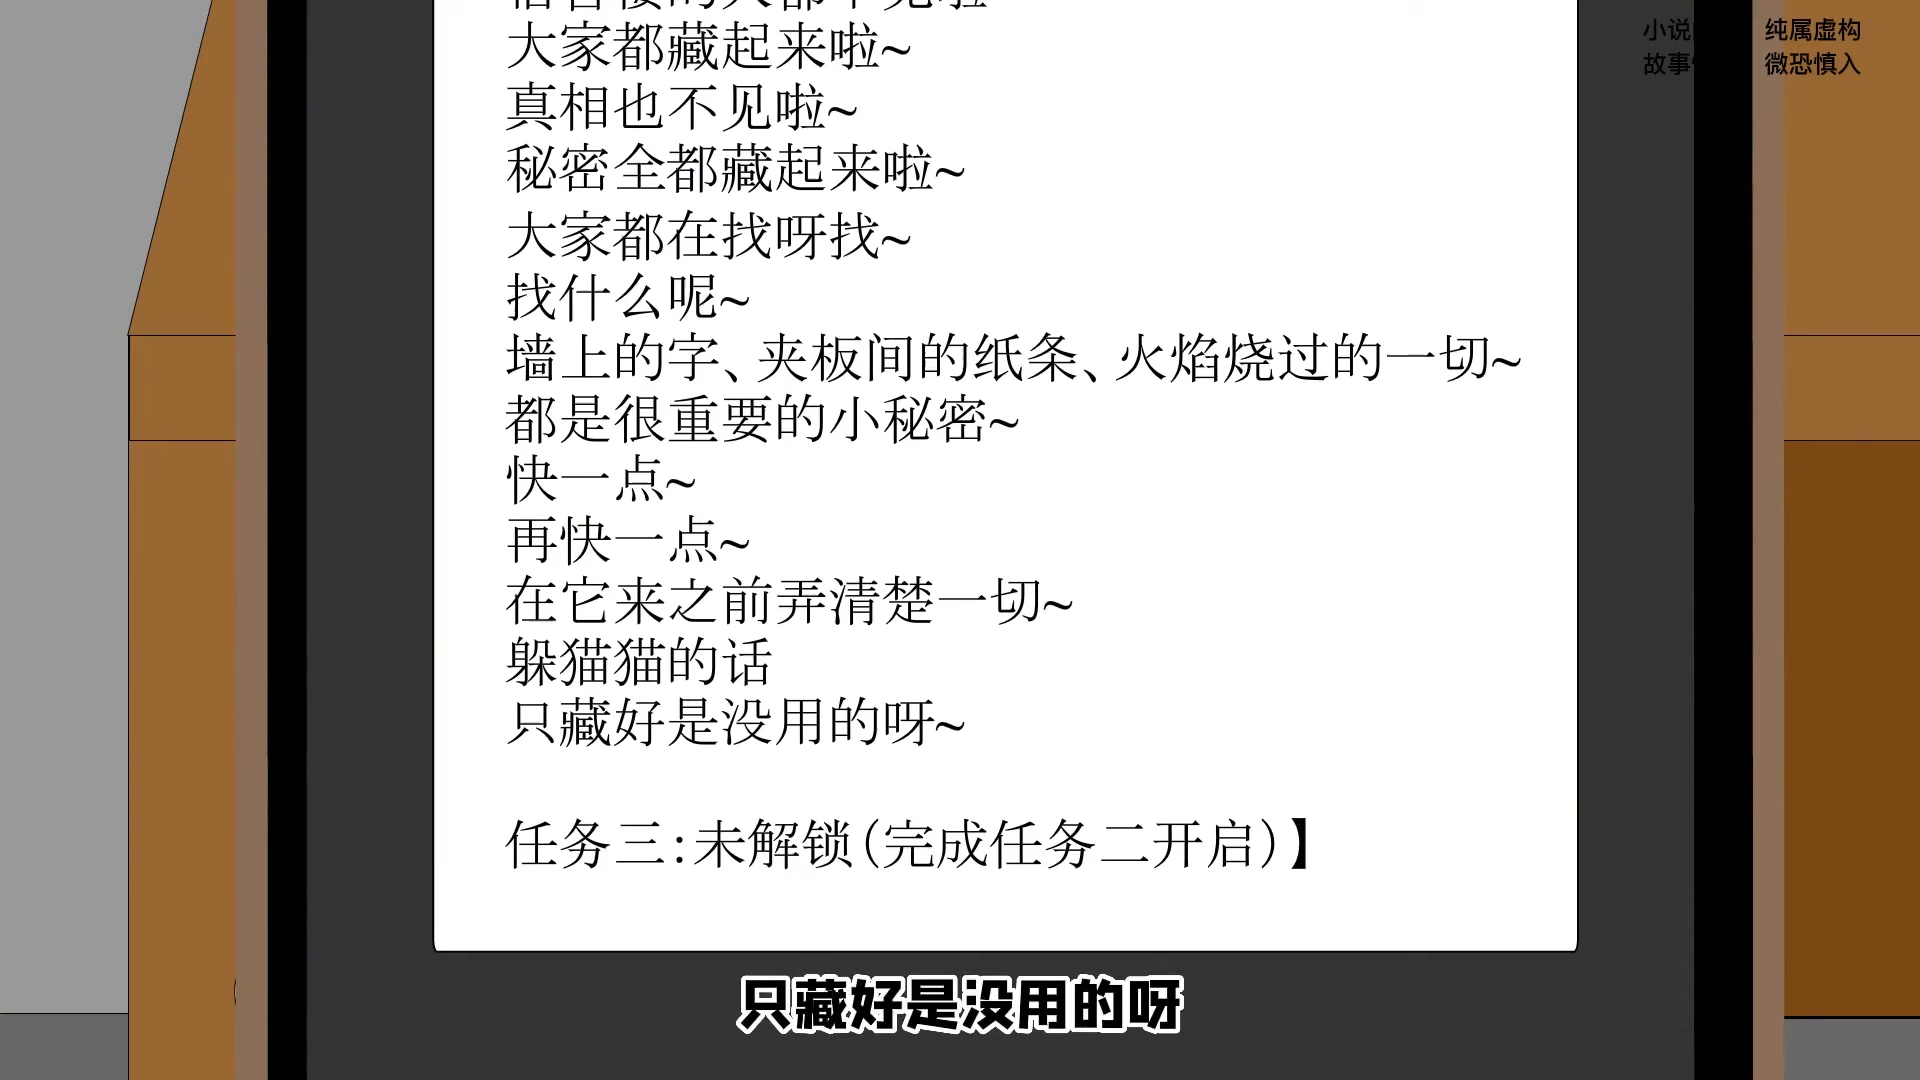 大家都藏起来啦~
真相也不见啦~
秘密全都藏起来啦~
大家都在找呀找~
找什么呢~
墙上的字、夹板间的纸条、火焰烧过的一切~
都是很重要的小秘密~
快一点~
再快一点~
在它来之前弄清楚一切~
躲猫猫的话
只藏好是没用的呀~
任务三:未解锁(完成任务二开启)】
只藏好是没用的呀
小说 纯属虚构
故事 微恐慎入